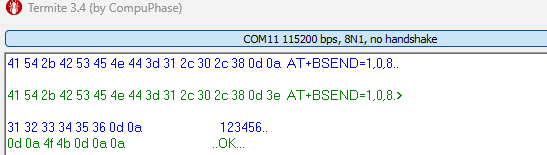 Termite 3.4 (by CompuPhase)
COM11 115200 bps, 8N1, no handshake
41 54 2b 42 53 45 4e 44 3d 31 2c 30 2c 38 0d 0a AT+BSEND=1,0,8..
41 54 2b 42 53 45 4e 44 3d 31 2c 30 2c 38 0d 3e AT+BSEND=1,0,8.>
31 32 33 34 35 36 0d 0a 123456..
0d 0a 4f 4b 0d 0a 0a ..OK...